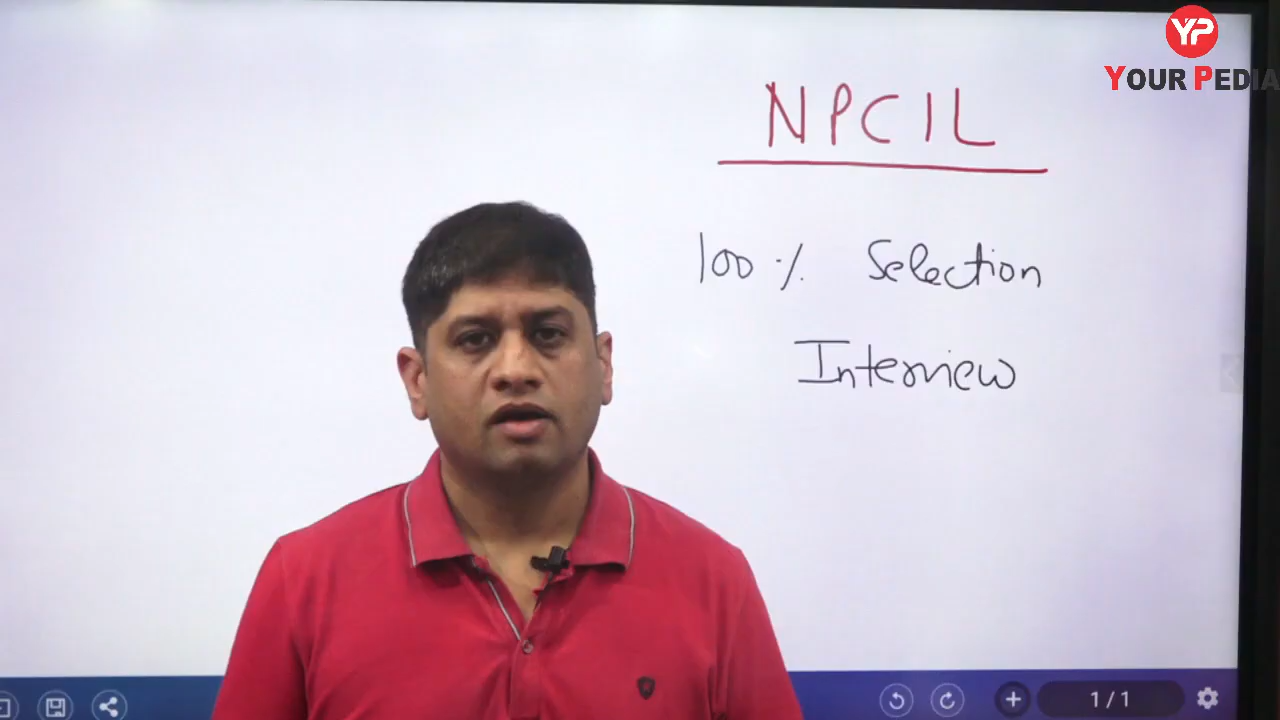 YP
YOUR PEDIA
NPCIL
100 % Selection
Interview
1 / 1